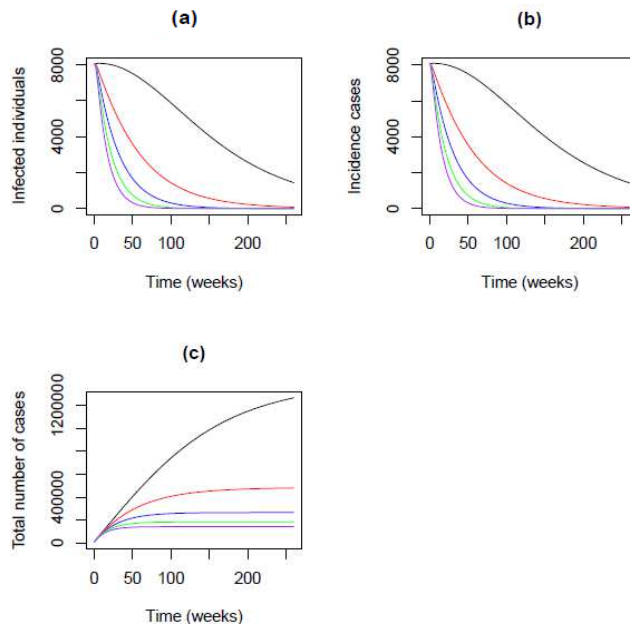 (a)
Infected individuals
8000
4000
0
0 50 100 200
Time (weeks)
(b)
Incidence cases
8000
4000
0
0 50 100 200
Time (weeks)
(c)
Total number of cases
1200000
400000
0
0 50 100 200
Time (weeks)